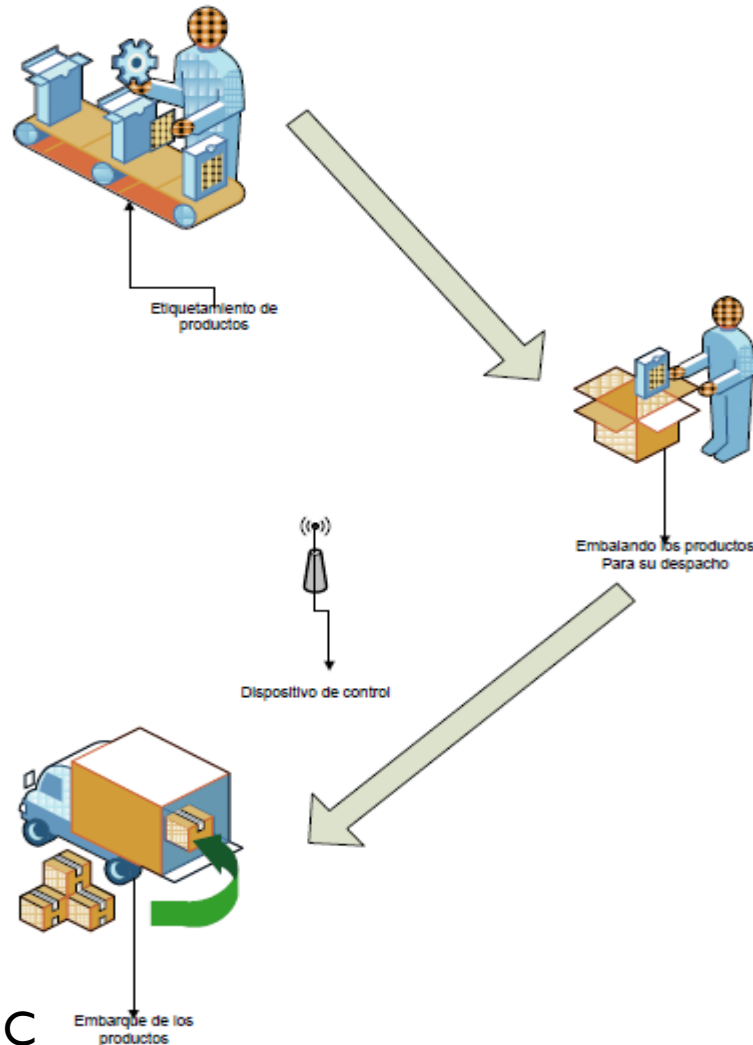 Etiquetamiento de
productos
Embalando los productos
Para su despacho
Dispositivo de control
Embarque de los
productos
C